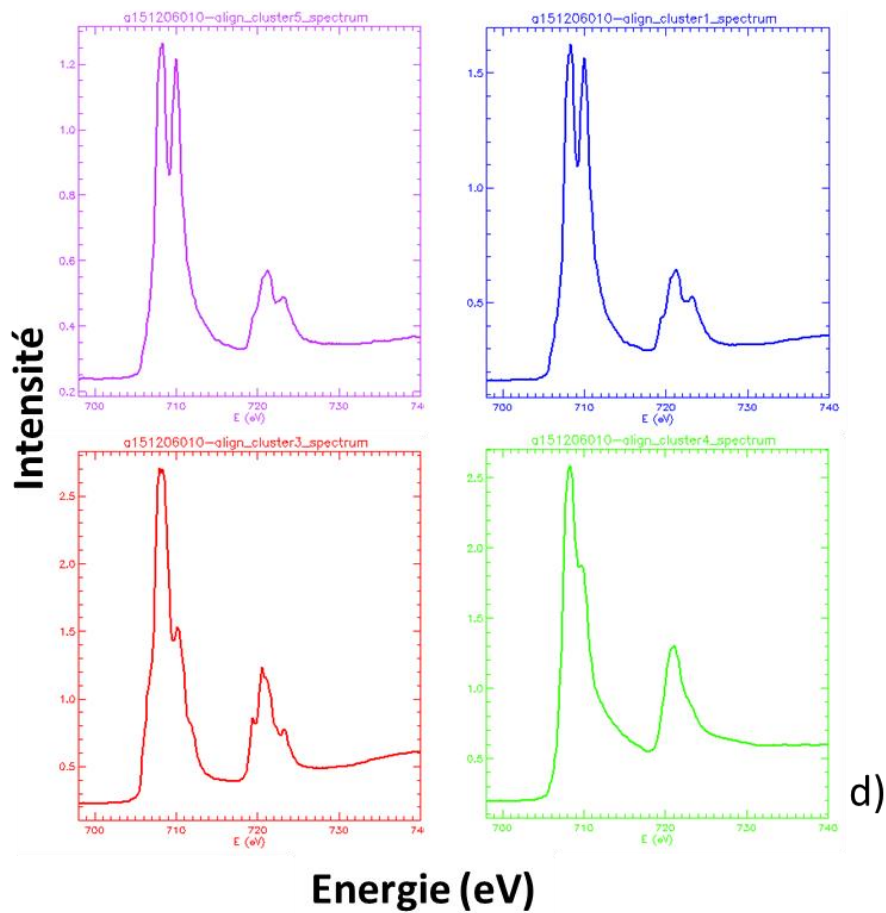 a151206010-align_cluster5_spectrum
1.2
1.0
0.8
0.6
0.4
0.2
700 710 720 730 740
E (eV)
a151206010-align_cluster1_spectrum
1.5
1.0
0.5
700 710 720 730 740
E (eV)
Intensité
a151206010-align_cluster3_spectrum
2.5
2.0
1.5
1.0
0.5
700 710 720 730 740
E (eV)
a151206010-align_cluster4_spectrum
2.5
2.0
1.5
1.0
0.5
700 710 720 730 740
E (eV)
d)
Energie (eV)